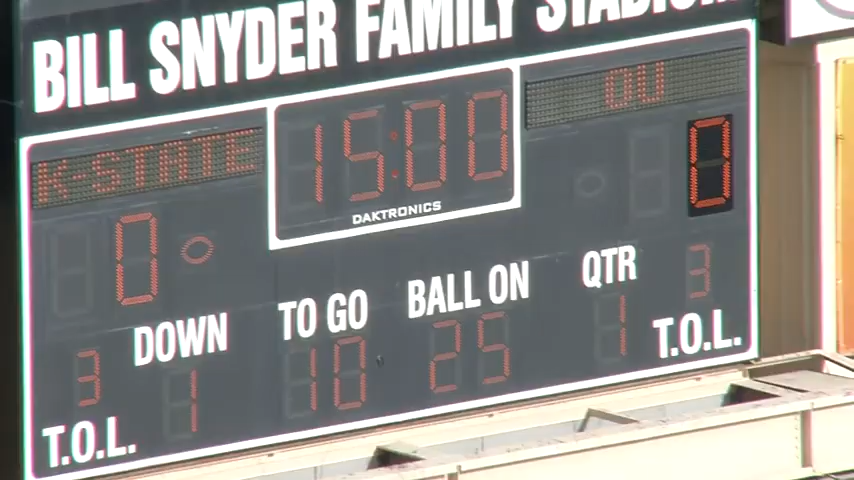 BILL SNYDER FAMILY STADIUM
K-STATE 15:00 OU
DAKTRONICS
0 0
DOWN TO GO BALL ON QTR 3
3 1 10 25 1 T.O.L.
T.O.L.